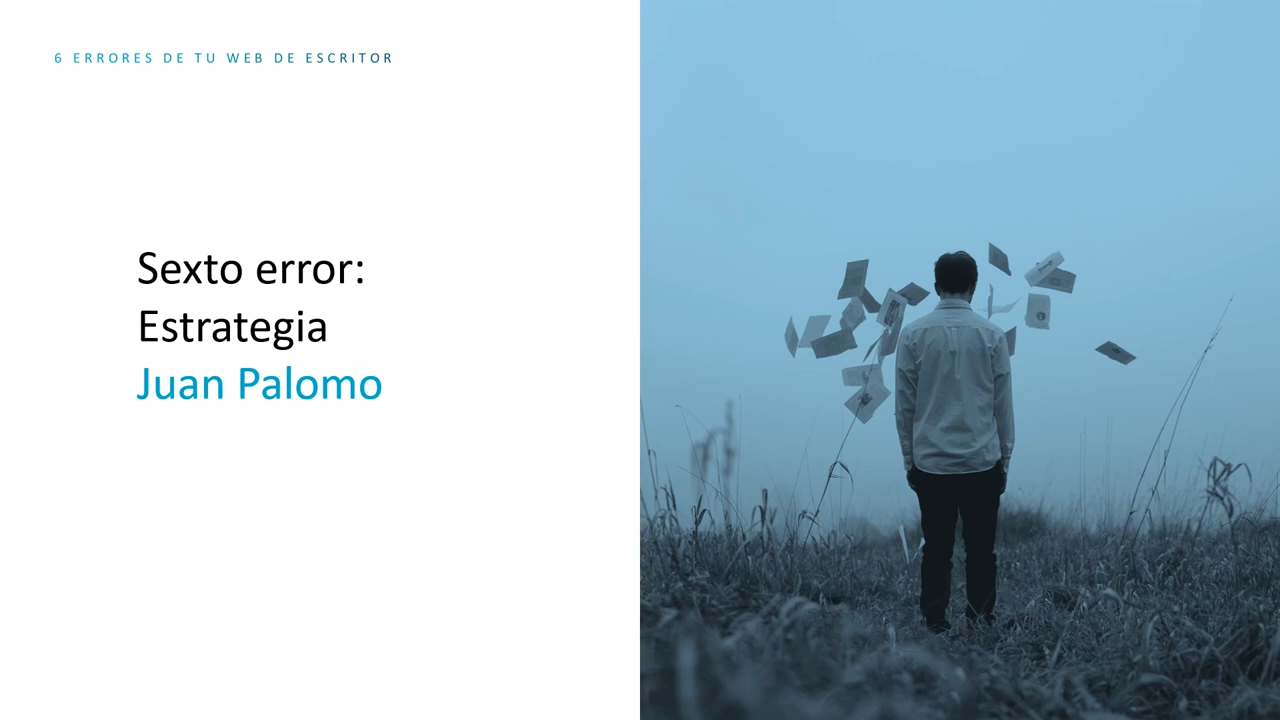 6 ERRORES DE TU WEB DE ESCRITOR
Sexto error:
Estrategia
Juan Palomo